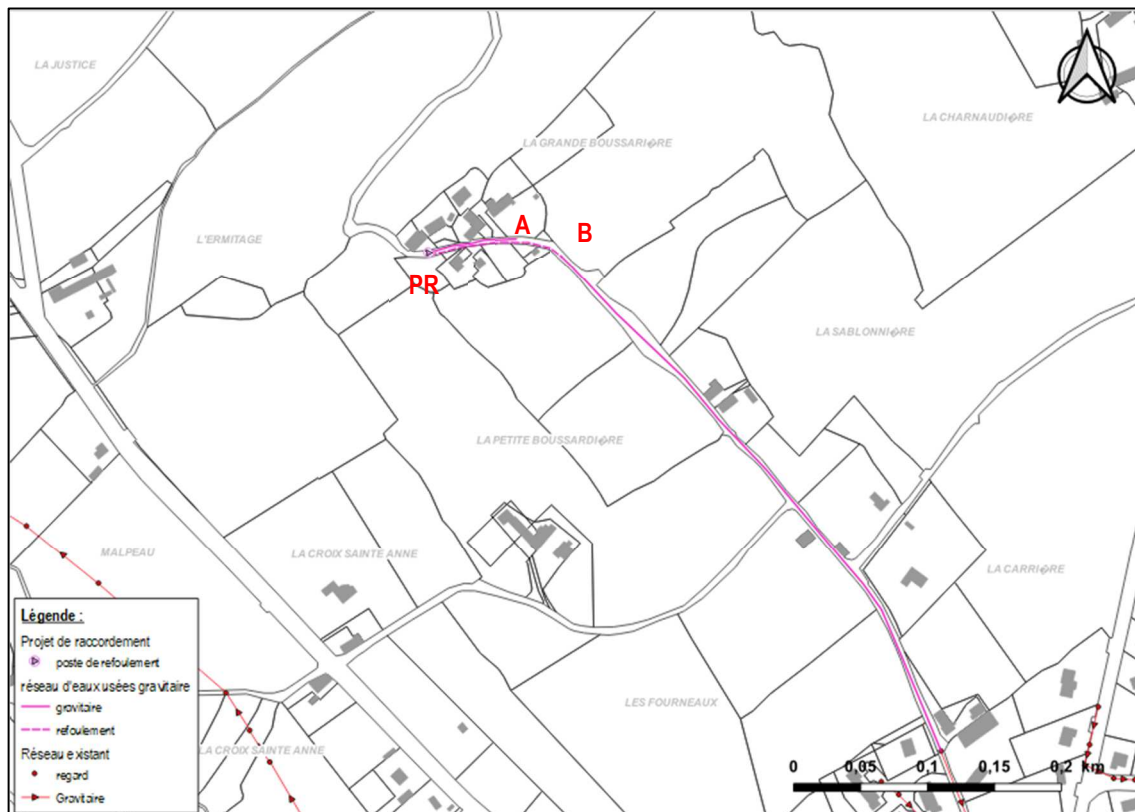 LA JUSTICE
LA CHARNAUDI�RE
LA GRANDE BOUSSARI�RE
L'ERMITAGE
A
B
PR
LA SABLONNI�RE
LA PETITE BOUSSARDI�RE
MALPEAU
LA CROIX SAINTE ANNE
LA CARRI�RE
LES FOURNEAUX
LA CROIX SAINTE ANNE
Légende :
Projet de raccordement
poste de refoulement
réseau d'eaux usées gravitaire
gravitaire
refoulement
Réseau existant
regard
Gravitaire
0 0,05 0,1 0,15 0,2 km